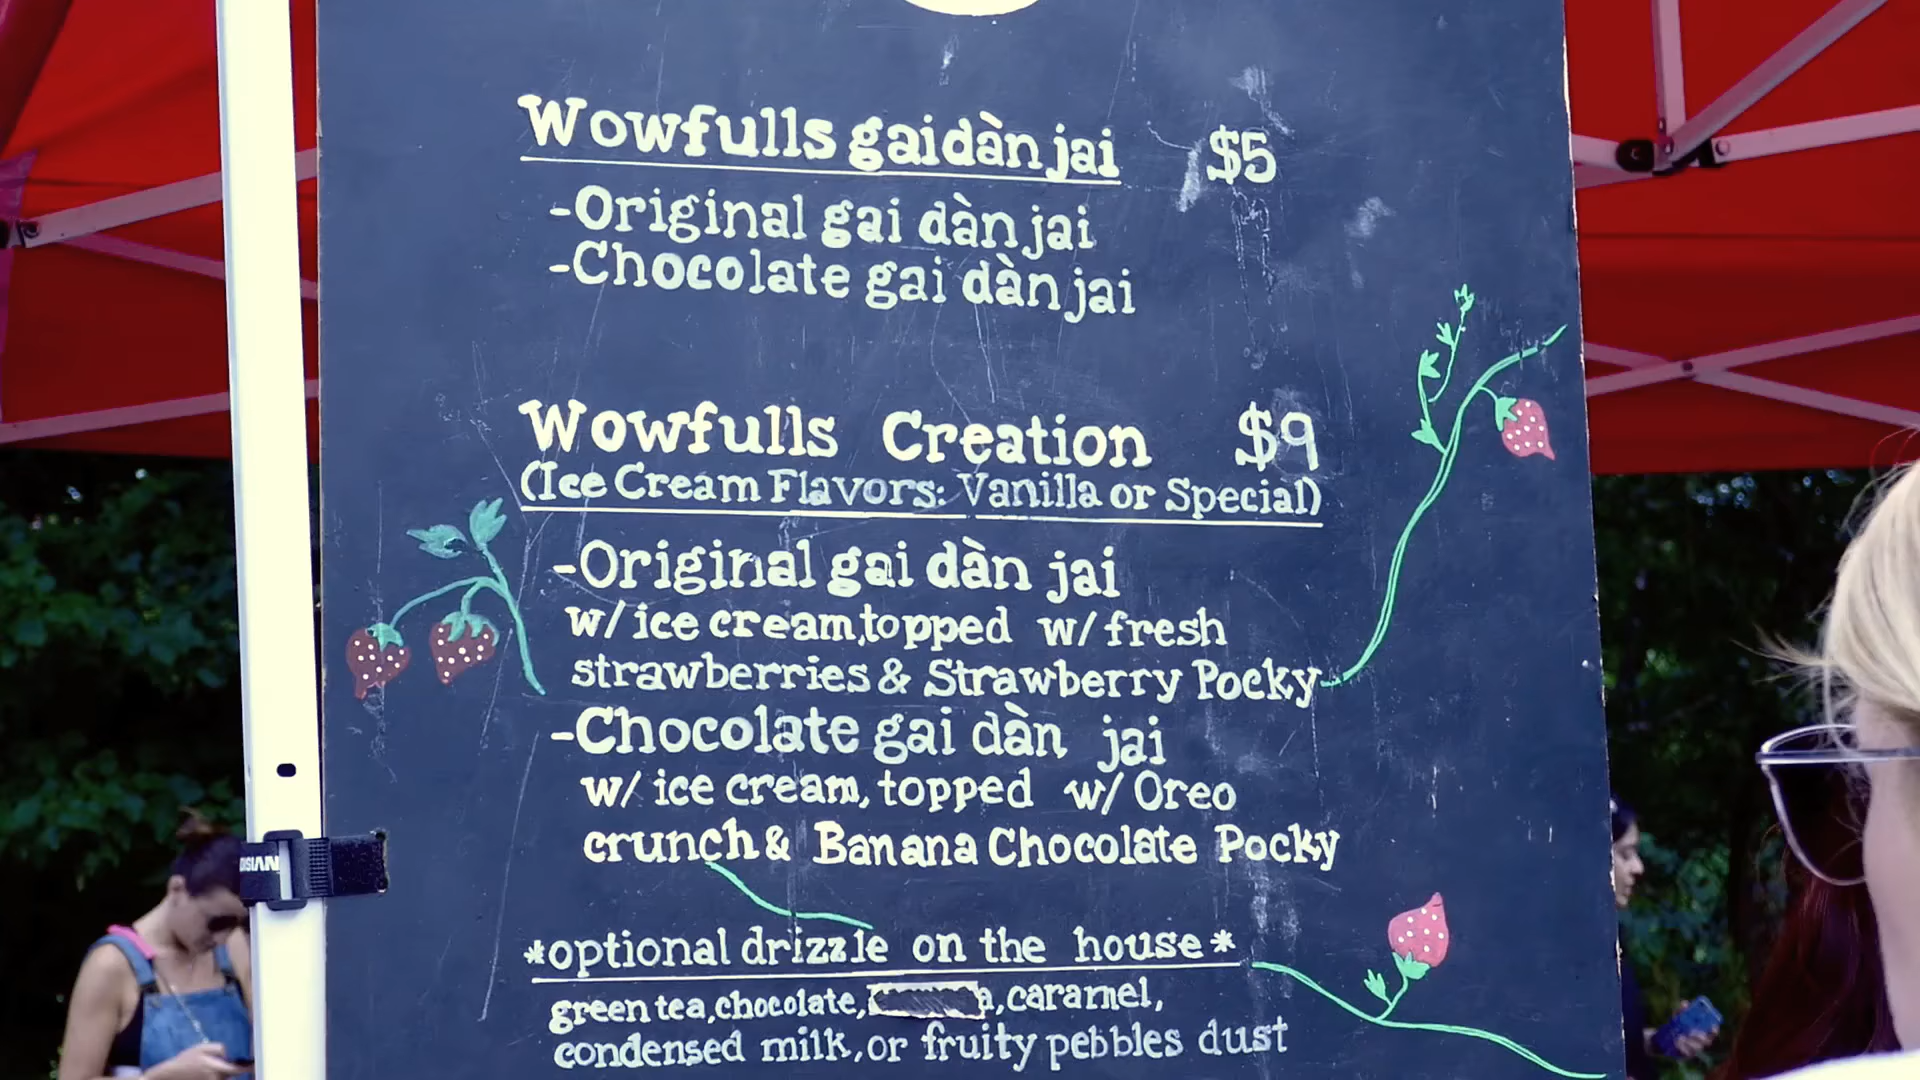 Wowfulls gai dàn jai $5
-Original gai dàn jai
-Chocolate gai dàn jai
Wowfulls Creation $9
(Ice Cream Flavors: Vanilla or Special)
-Original gai dàn jai
w/ ice cream, topped w/ fresh
strawberries & Strawberry Pocky
-Chocolate gai dàn jai
w/ ice cream, topped w/ Oreo
crunch & Banana Chocolate Pocky
*optional drizzle on the house*
green tea, chocolate, caramel,
condensed milk, or fruity pebbles dust